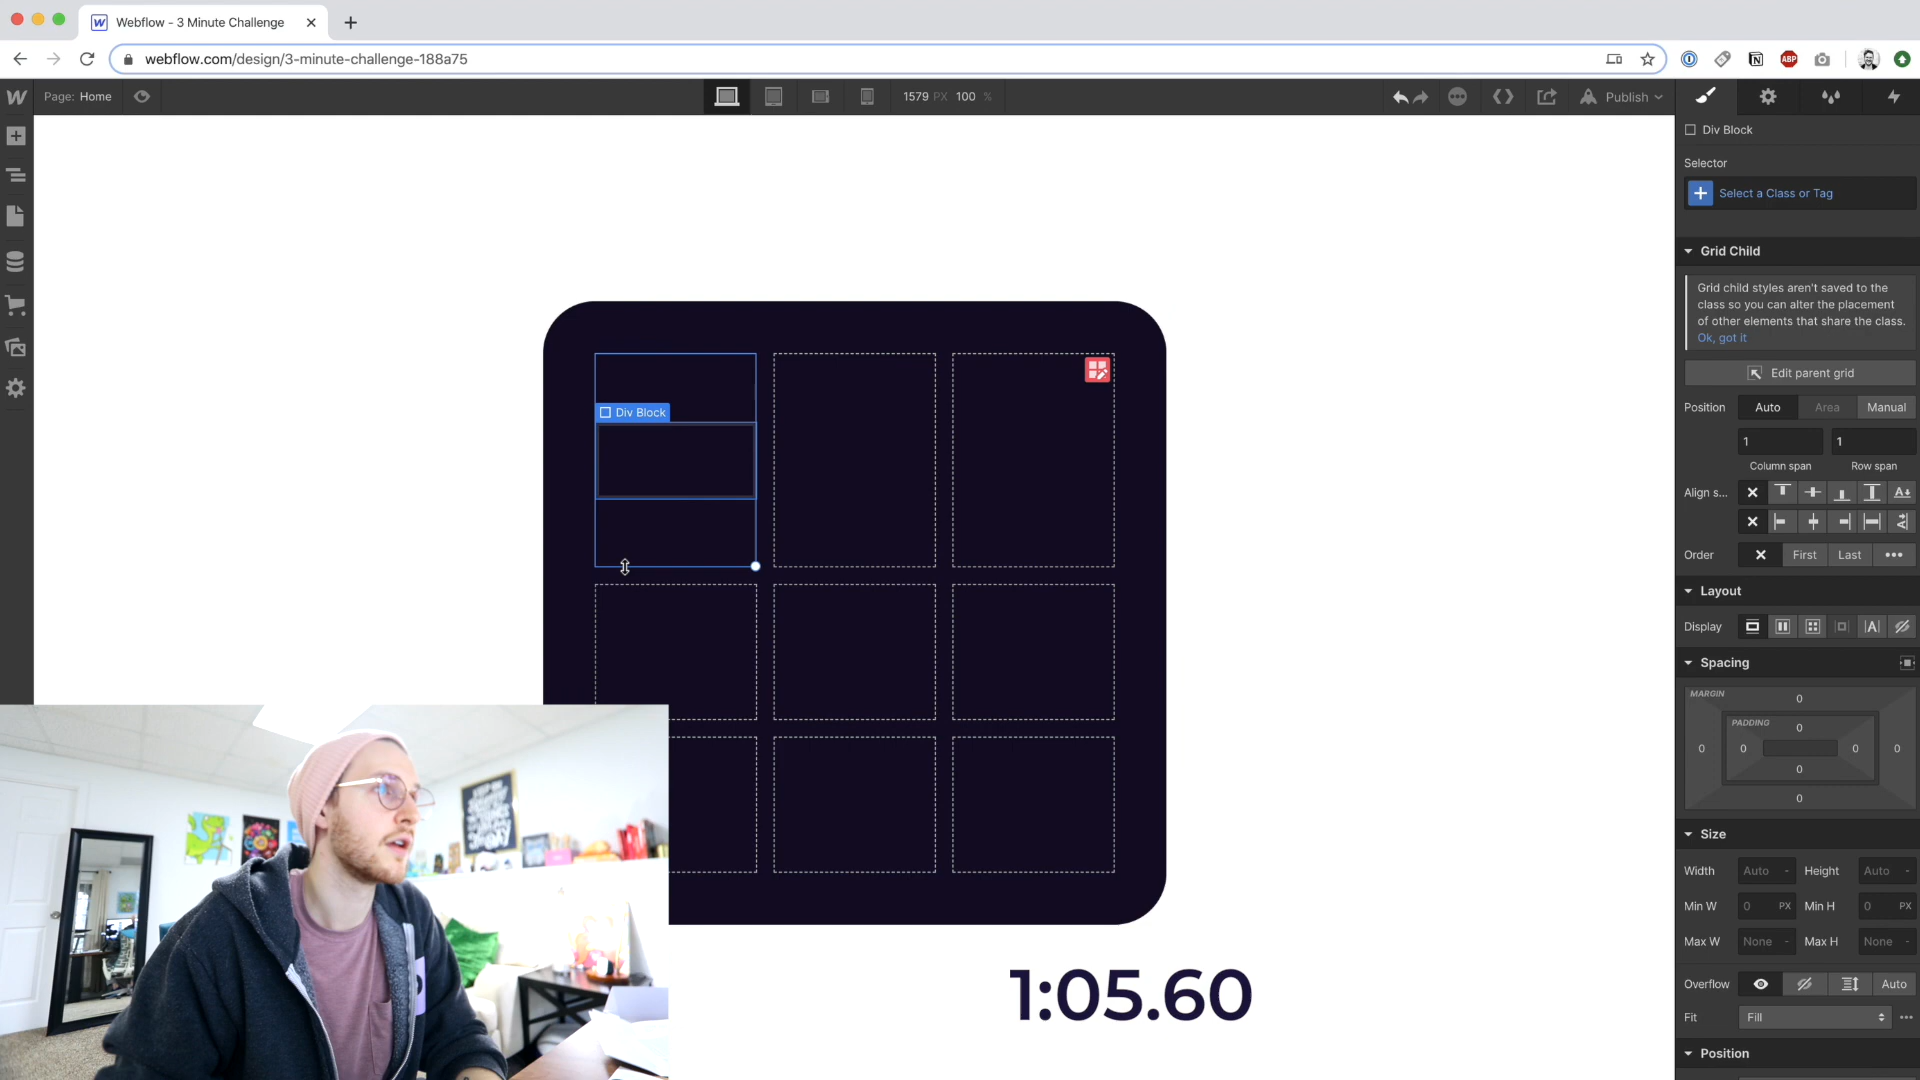 Webflow - 3 Minute Challenge
webflow.com/design/3-minute-challenge-188a75
ABP
Page: Home
1579 PX 100 %
Publish
Div Block
Selector
Select a Class or Tag
Grid Child
Grid child styles aren't saved to the
class so you can alter the placement
of other elements that share the class.
Ok, got it
Edit parent grid
Position Auto Area Manual
1 1
Column span Row span
Align s...
Order First Last
Layout
Display
Spacing
MARGIN
0
PADDING
0
0 0 0 0
0
0
Size
Width Auto - Height Auto -
Min W 0 PX Min H 0 PX
Max W None - Max H None -
Overflow Auto
Fit Fill
Position
Div Block
1:05.60